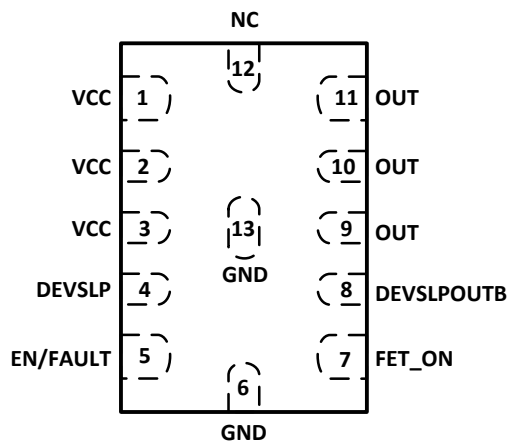 NC
12
VCC 1 11 OUT
VCC 2 10 OUT
VCC 3 13 9 OUT
GND
DEVSLP 4 8 DEVSLPOUTB
EN/FAULT 5 7 FET_ON
6
GND